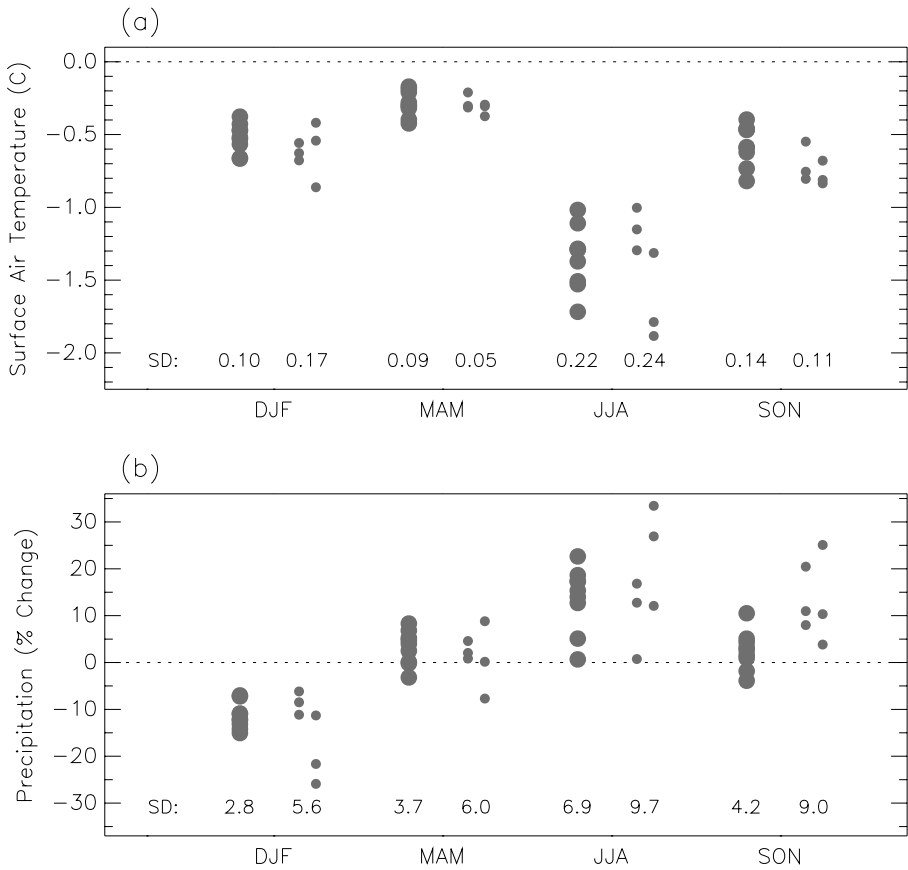 (a)
Surface Air Temperature (C)
0.0
−0.5
−1.0
−1.5
−2.0
SD: 0.10 0.17 0.09 0.05 0.22 0.24 0.14 0.11
DJF MAM JJA SON
(b)
Precipitation (% Change)
30
20
10
0
−10
−20
−30
SD: 2.8 5.6 3.7 6.0 6.9 9.7 4.2 9.0
DJF MAM JJA SON